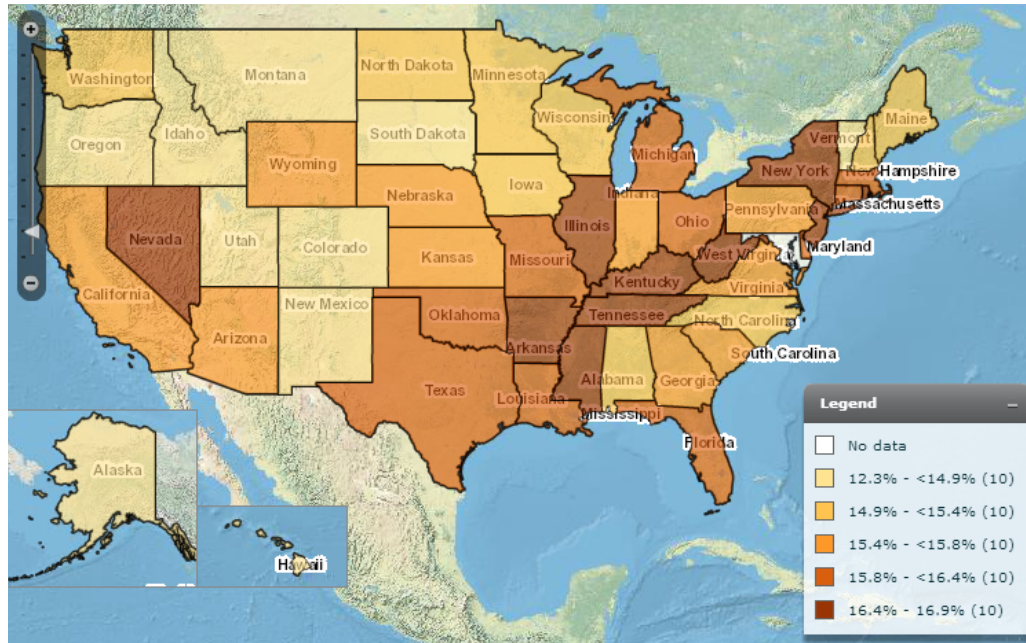 Washington
Montana
North Dakota
Minnesota
Maine
Oregon
Idaho
South Dakota
Wisconsin
Vermont
Wyoming
Michigan
New York
New Hampshire
Nebraska
Iowa
Indiana
Massachusetts
Nevada
Utah
Colorado
Illinois
Ohio
Pennsylvania
Maryland
Kansas
Missouri
West Virginia
California
Kentucky
Virginia
New Mexico
Oklahoma
Tennessee
North Carolina
Arizona
Arkansas
South Carolina
Texas
Louisiana
Alabama
Georgia
Mississippi
Florida
Alaska
Hawaii
Legend
No data
12.3% - <14.9% (10)
14.9% - <15.4% (10)
15.4% - <15.8% (10)
15.8% - <16.4% (10)
16.4% - 16.9% (10)